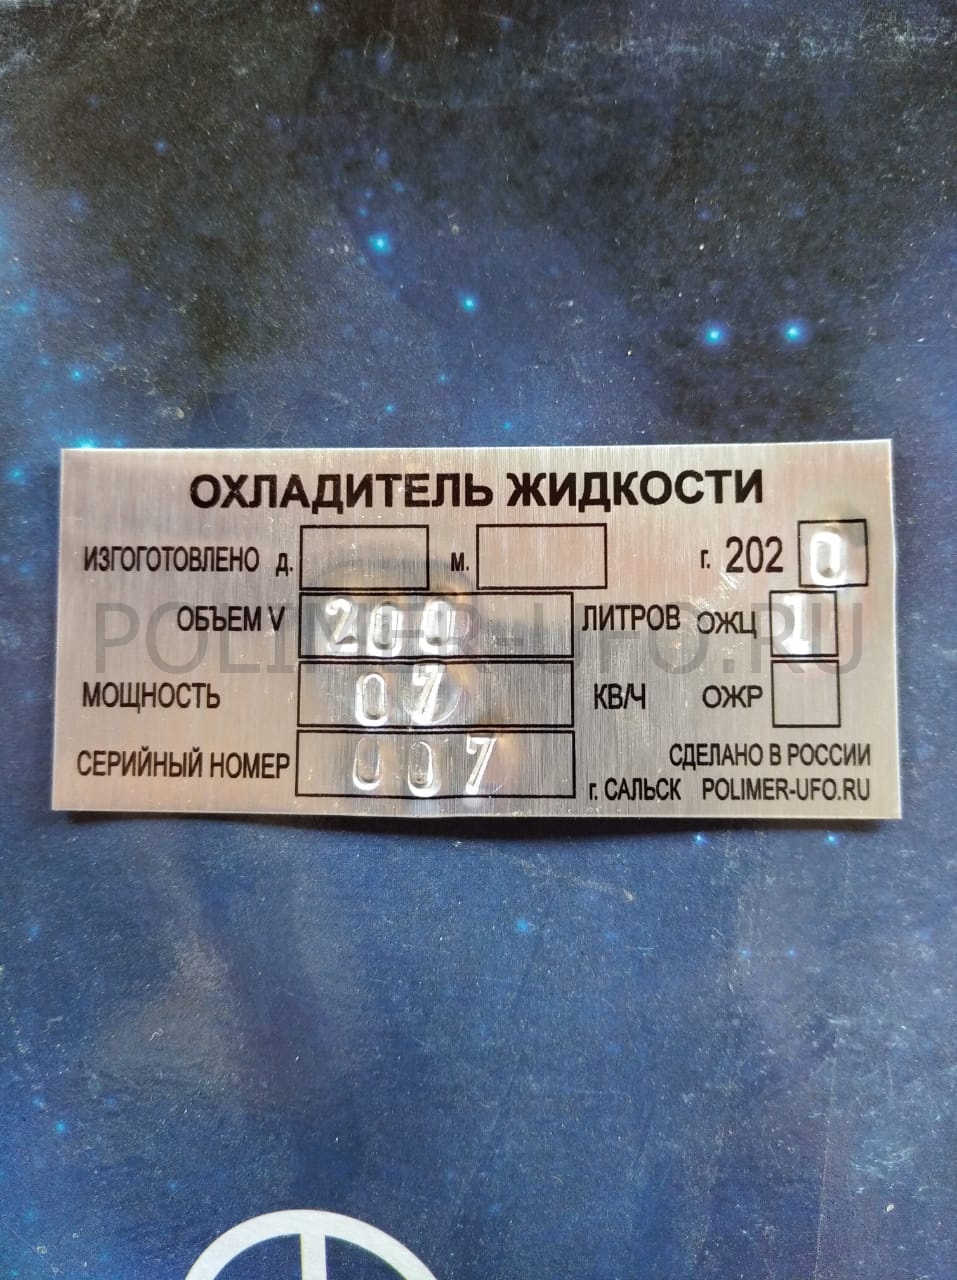 ОХЛАДИТЕЛЬ ЖИДКОСТИ
ИЗГОТОВЛЕНО д. м. г. 2020
ОБЪЕМ V 200 ЛИТРОВ ОЖЦ 1
POLIMER-UFO.RU
МОЩНОСТЬ 07 КВ/Ч ОЖР
СЕРИЙНЫЙ НОМЕР 007 СДЕЛАНО В РОССИИ
г. САЛЬСК POLIMER-UFO.RU